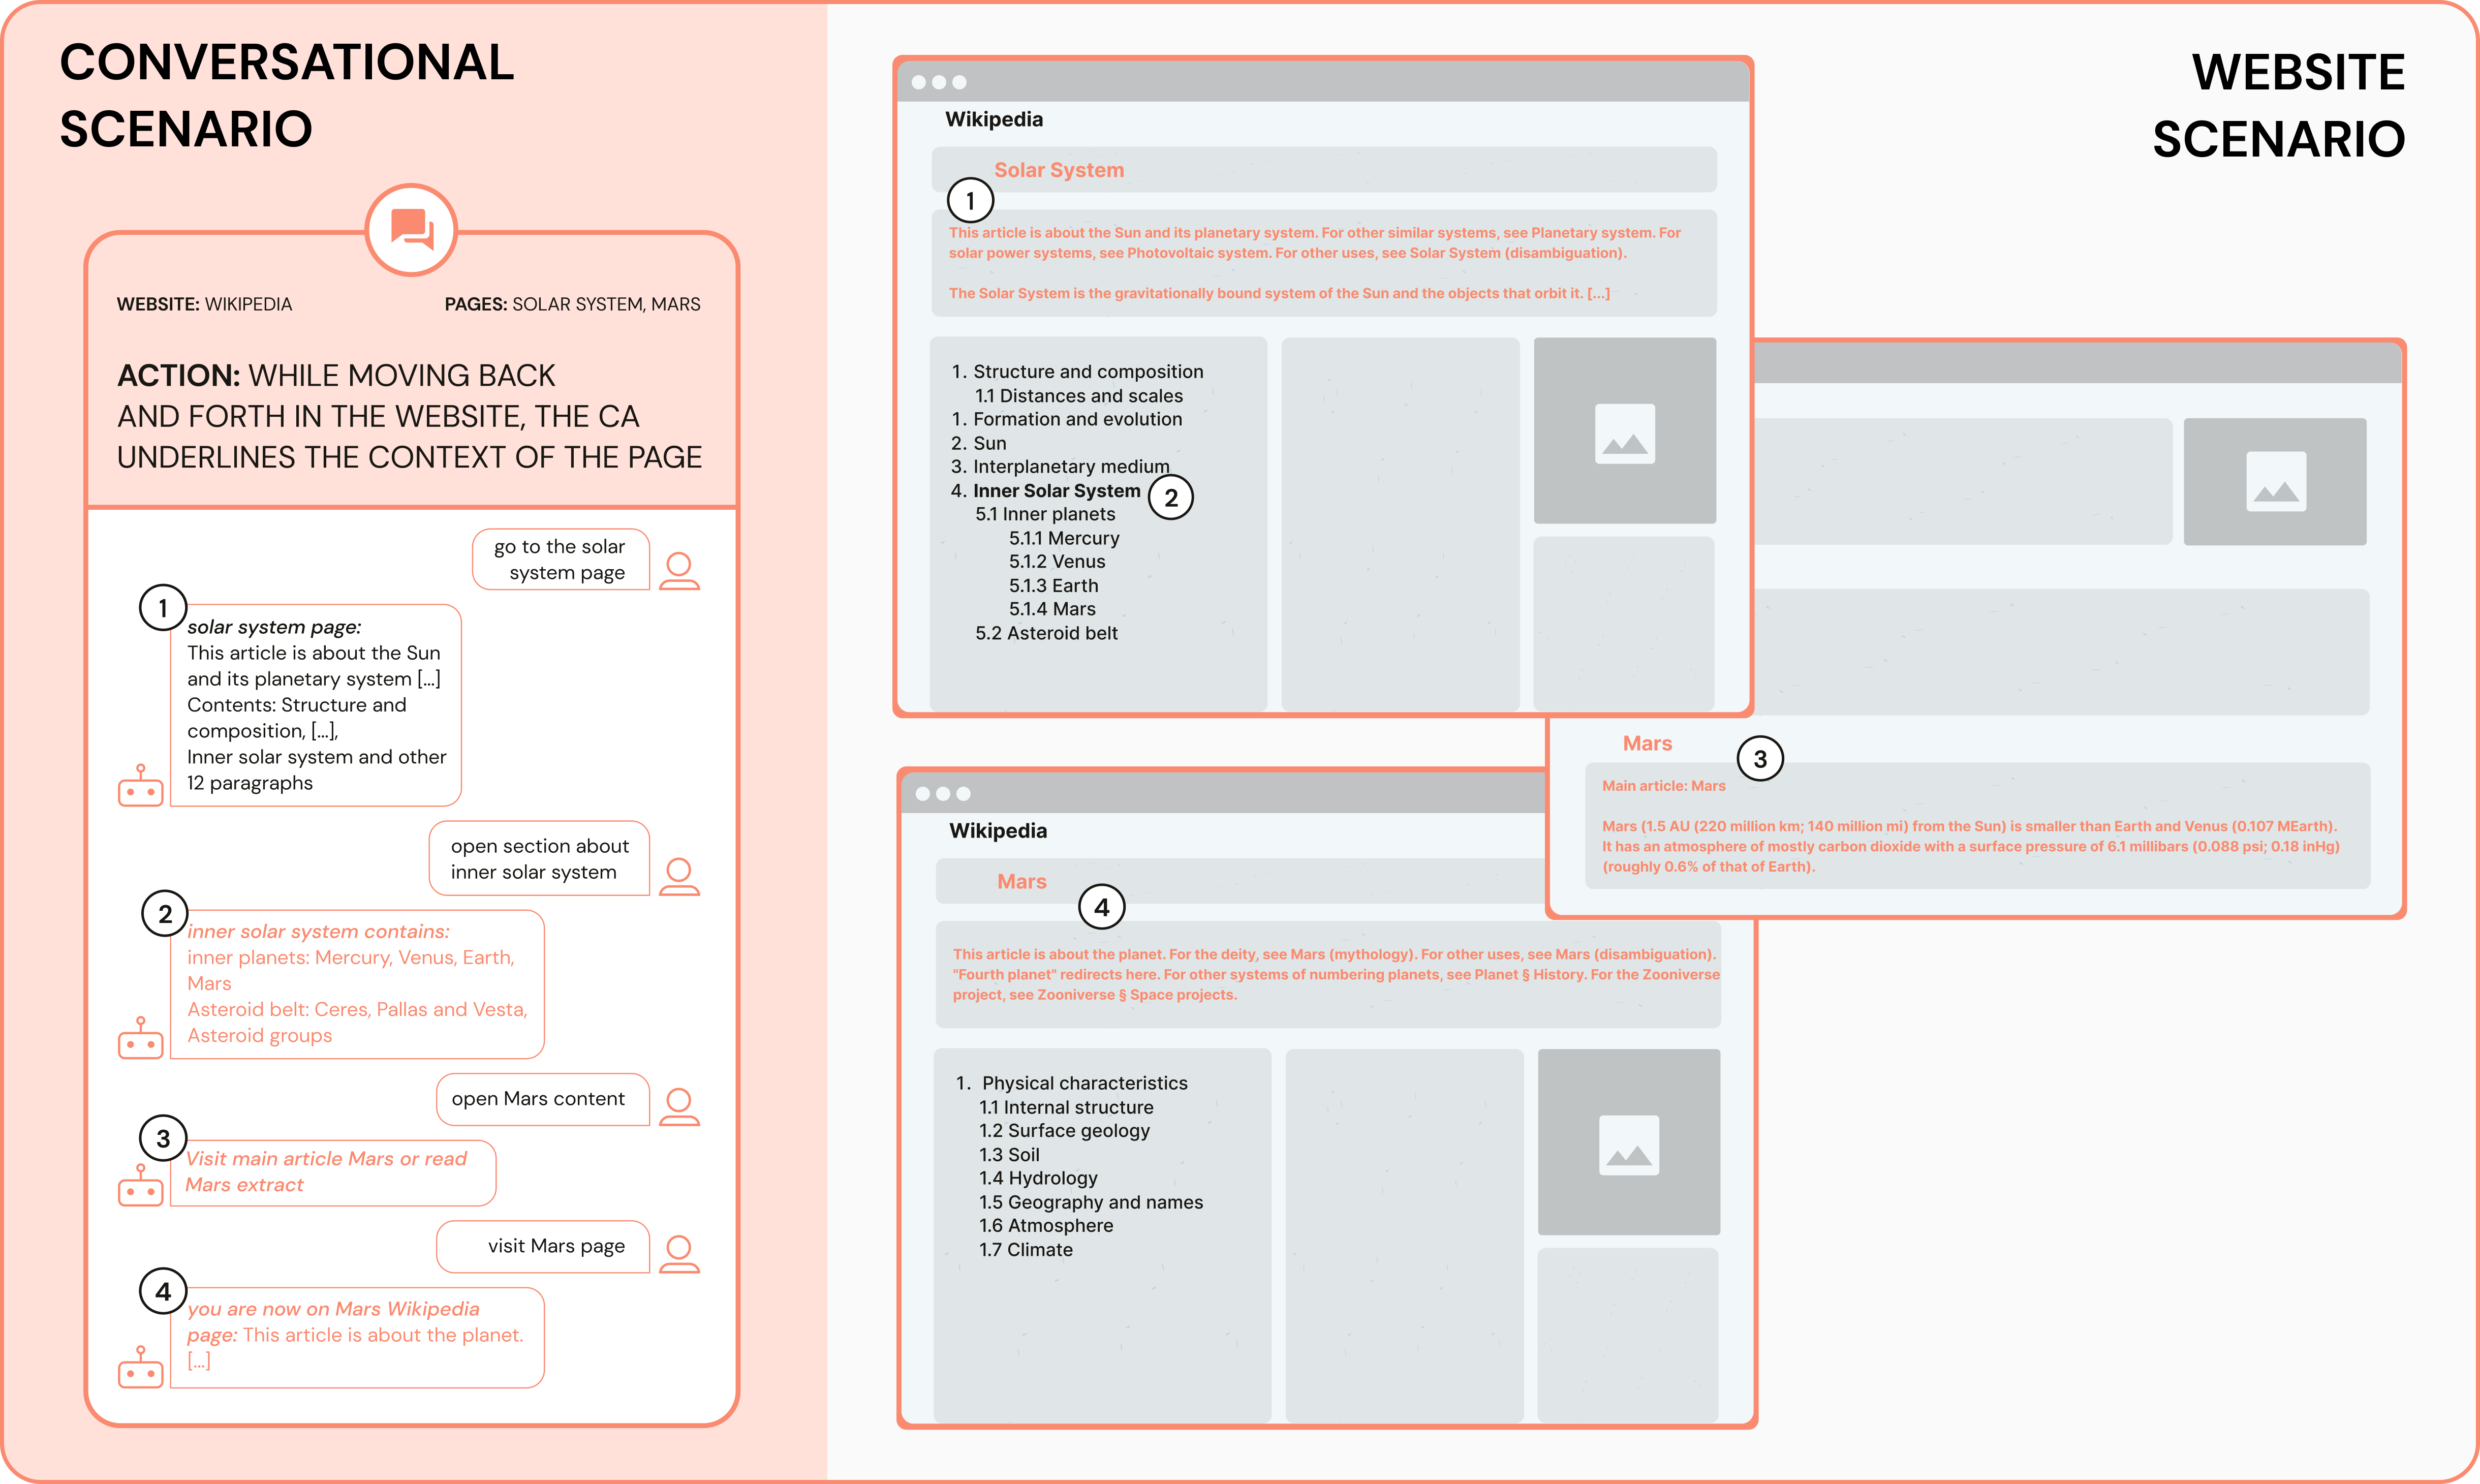 CONVERSATIONAL
SCENARIO
WEBSITE: WIKIPEDIA
PAGES: SOLAR SYSTEM, MARS
ACTION: WHILE MOVING BACK
AND FORTH IN THE WEBSITE, THE CA
UNDERLINES THE CONTEXT OF THE PAGE
go to the solar
system page
1
solar system page:
This article is about the Sun
and its planetary system [...]
Contents: Structure and
composition, [...],
Inner solar system and other
12 paragraphs
open section about
inner solar system
2
inner solar system contains:
inner planets: Mercury, Venus, Earth,
Mars
Asteroid belt: Ceres, Pallas and Vesta,
Asteroid groups
open Mars content
3
Visit main article Mars or read
Mars extract
visit Mars page
4
you are now on Mars Wikipedia
page: This article is about the planet.
[...]
WEBSITE
SCENARIO
Wikipedia
Solar System
1
This article is about the Sun and its planetary system. For other similar systems, see Planetary system. For
solar power systems, see Photovoltaic system. For other uses, see Solar System (disambiguation).
The Solar System is the gravitationally bound system of the Sun and the objects that orbit it. [...]
1. Structure and composition
1.1 Distances and scales
1. Formation and evolution
2. Sun
3. Interplanetary medium
4. Inner Solar System
2
5.1 Inner planets
5.1.1 Mercury
5.1.2 Venus
5.1.3 Earth
5.1.4 Mars
5.2 Asteroid belt
Mars
3
Main article: Mars
Mars (1.5 AU (220 million km; 140 million mi) from the Sun) is smaller than Earth and Venus (0.107 MEarth).
It has an atmosphere of mostly carbon dioxide with a surface pressure of 6.1 millibars (0.088 psi; 0.18 inHg)
(roughly 0.6% of that of Earth).
Wikipedia
Mars
4
This article is about the planet. For the deity, see Mars (mythology). For other uses, see Mars (disambiguation).
"Fourth planet" redirects here. For other systems of numbering planets, see Planet § History. For the Zooniverse
project, see Zooniverse § Space projects.
1. Physical characteristics
1.1 Internal structure
1.2 Surface geology
1.3 Soil
1.4 Hydrology
1.5 Geography and names
1.6 Atmosphere
1.7 Climate